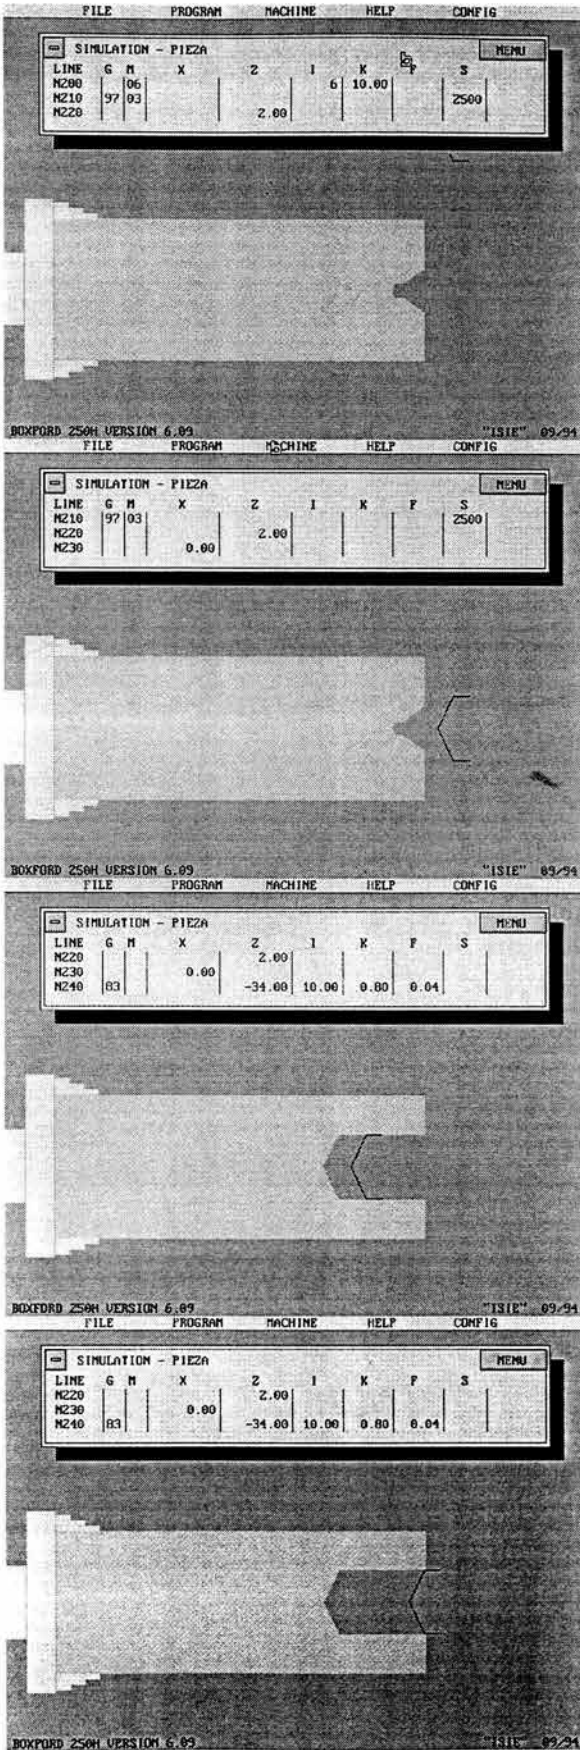 FILE PROGRAM MACHINE HELP CONFIG
SIMULATION - PIEZA MENU
LINE G M X Z I K F S
N200 06 6 10.00
N210 97 03 2500
N220 2.00
BOXFORD 250H VERSION 6.09 "ISIE" 09/94
FILE PROGRAM MACHINE HELP CONFIG
SIMULATION - PIEZA MENU
LINE G M X Z I K F S
N210 97 03 2500
N220 2.00
N230 0.00
BOXFORD 250H VERSION 6.09 "ISIE" 09/94
FILE PROGRAM MACHINE HELP CONFIG
SIMULATION - PIEZA MENU
LINE G M X Z I K F S
N220 2.00
N230 0.00
N240 83 -34.00 10.00 0.80 0.04
BOXFORD 250H VERSION 6.09 "ISIE" 09/94
FILE PROGRAM MACHINE HELP CONFIG
SIMULATION - PIEZA MENU
LINE G M X Z I K F S
N220 2.00
N230 0.00
N240 83 -34.00 10.00 0.80 0.04
BOXFORD 250H VERSION 6.09 "ISIE" 09/94